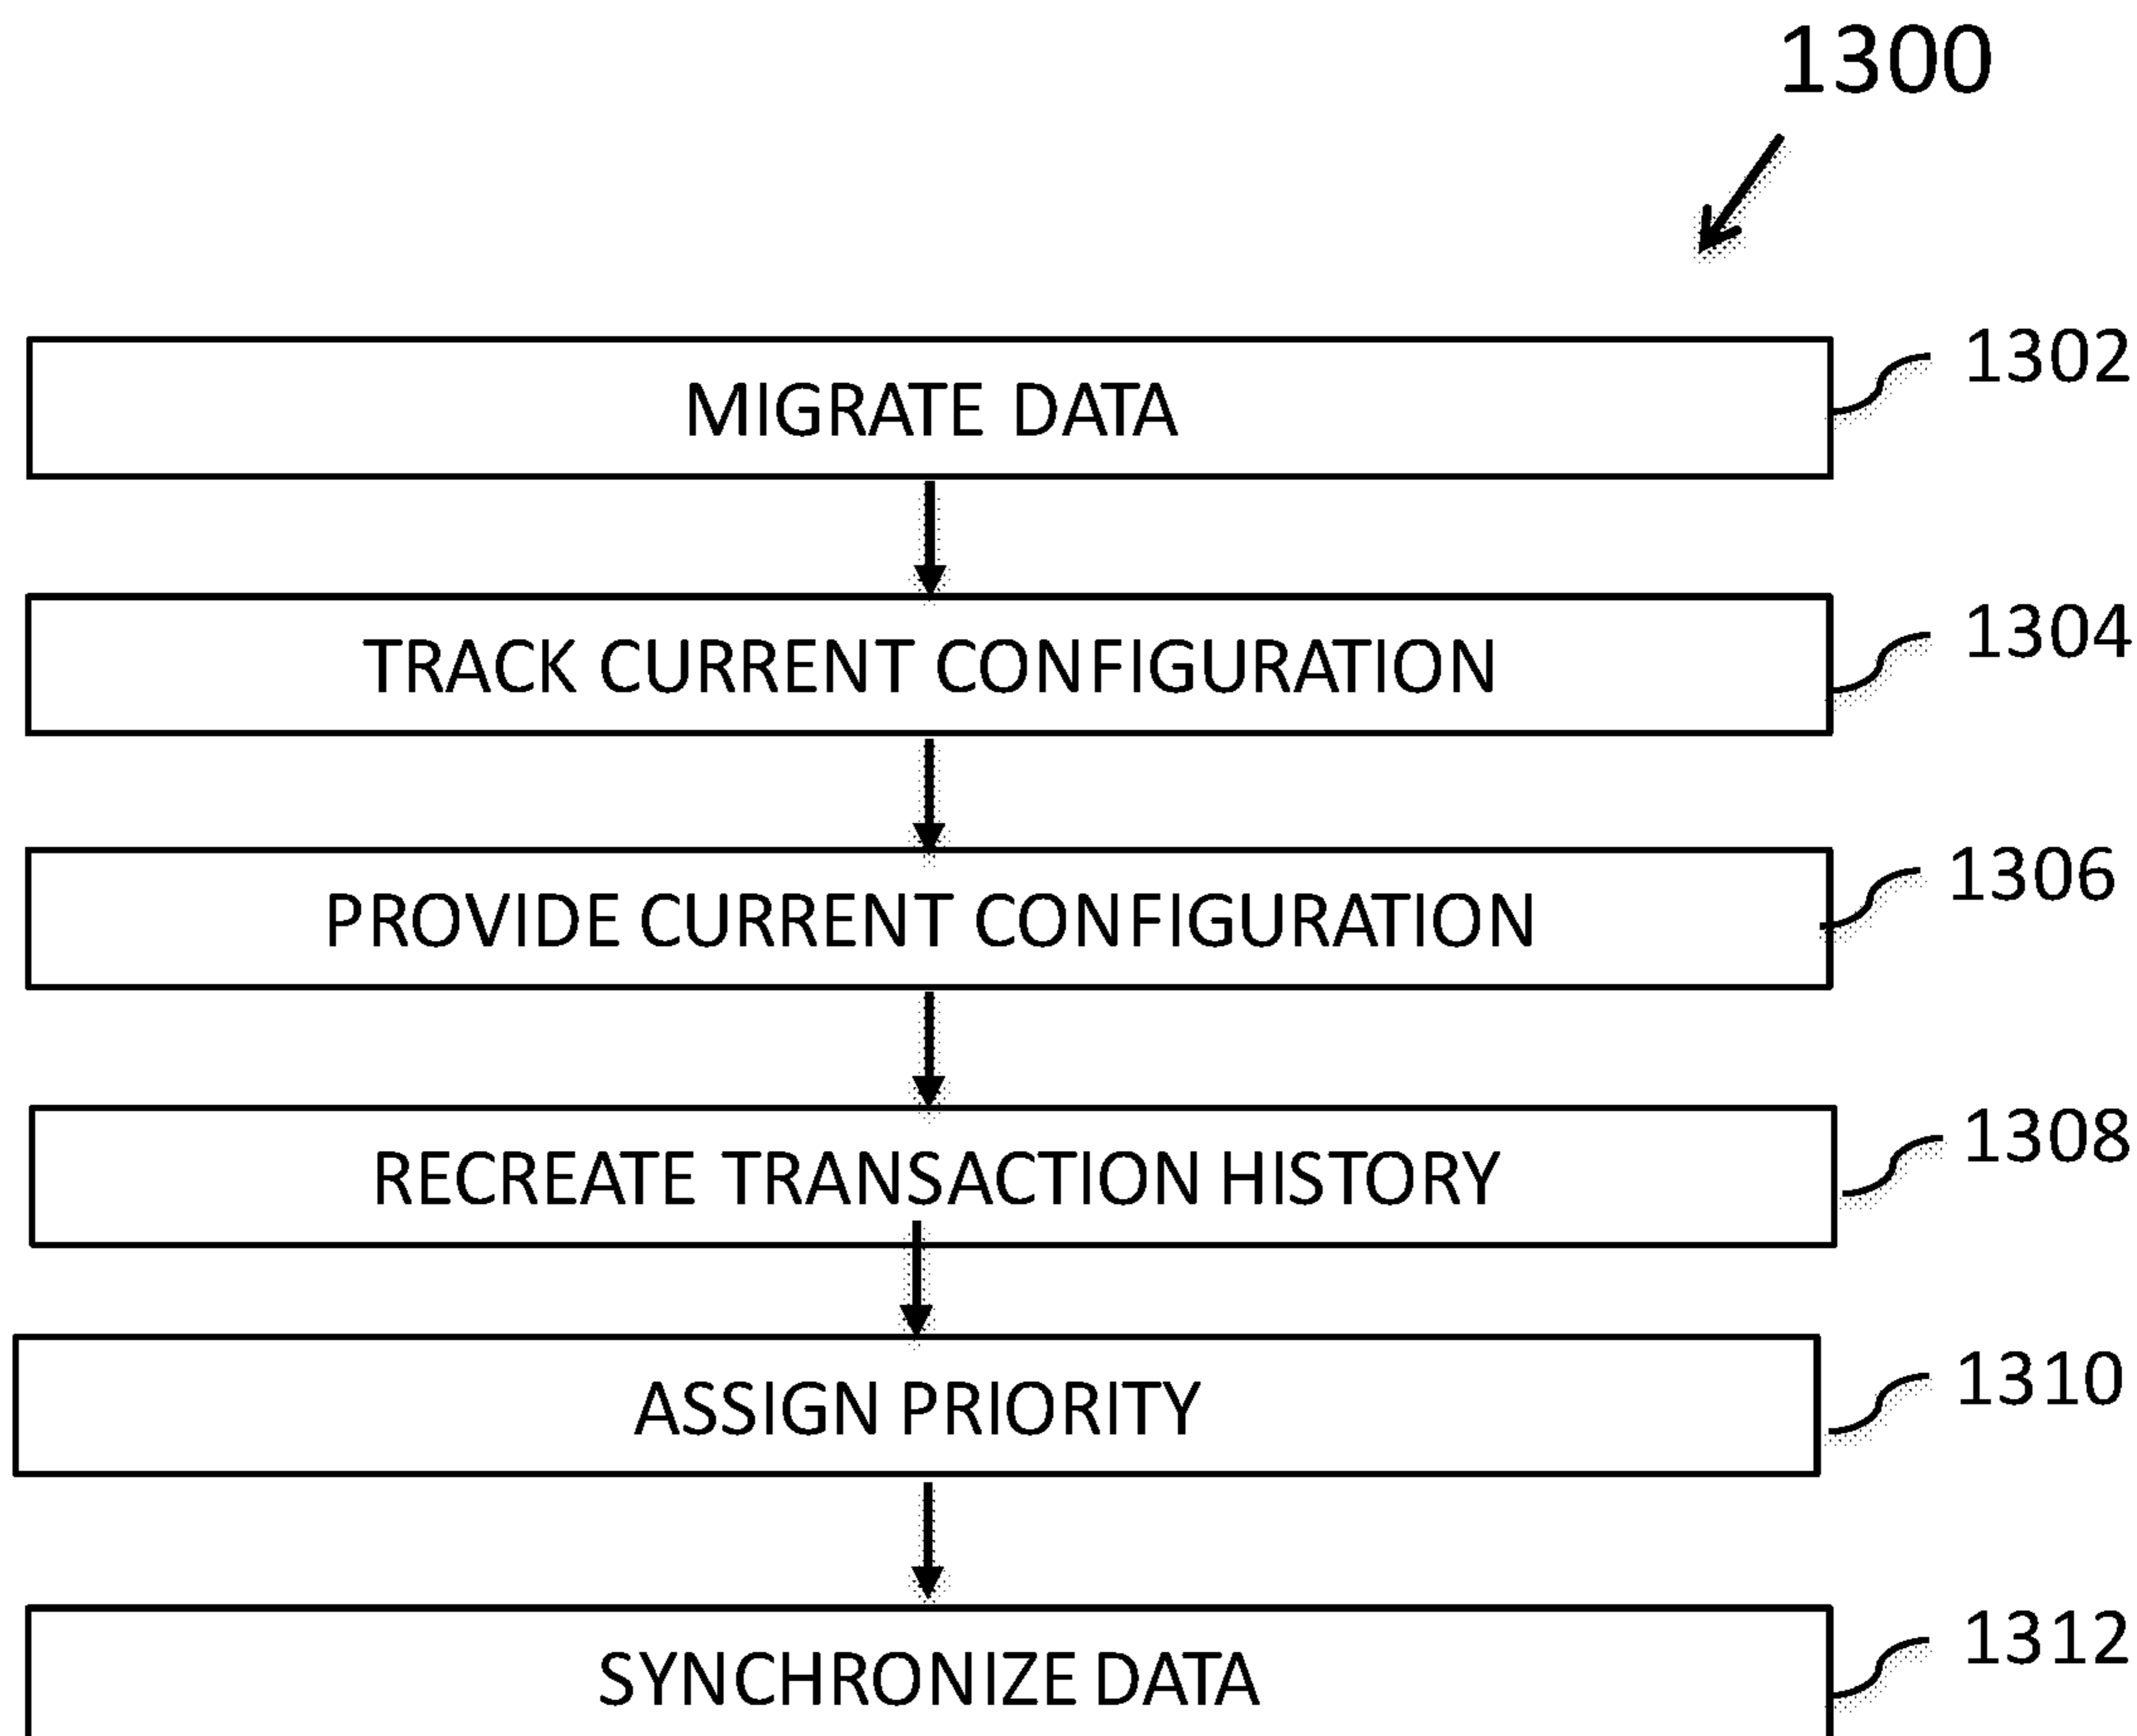 1300
MIGRATE DATA
1302
TRACK CURRENT CONFIGURATION
1304
PROVIDE CURRENT CONFIGURATION
1306
RECREATE TRANSACTION HISTORY
1308
ASSIGN PRIORITY
1310
SYNCHRONIZE DATA
1312